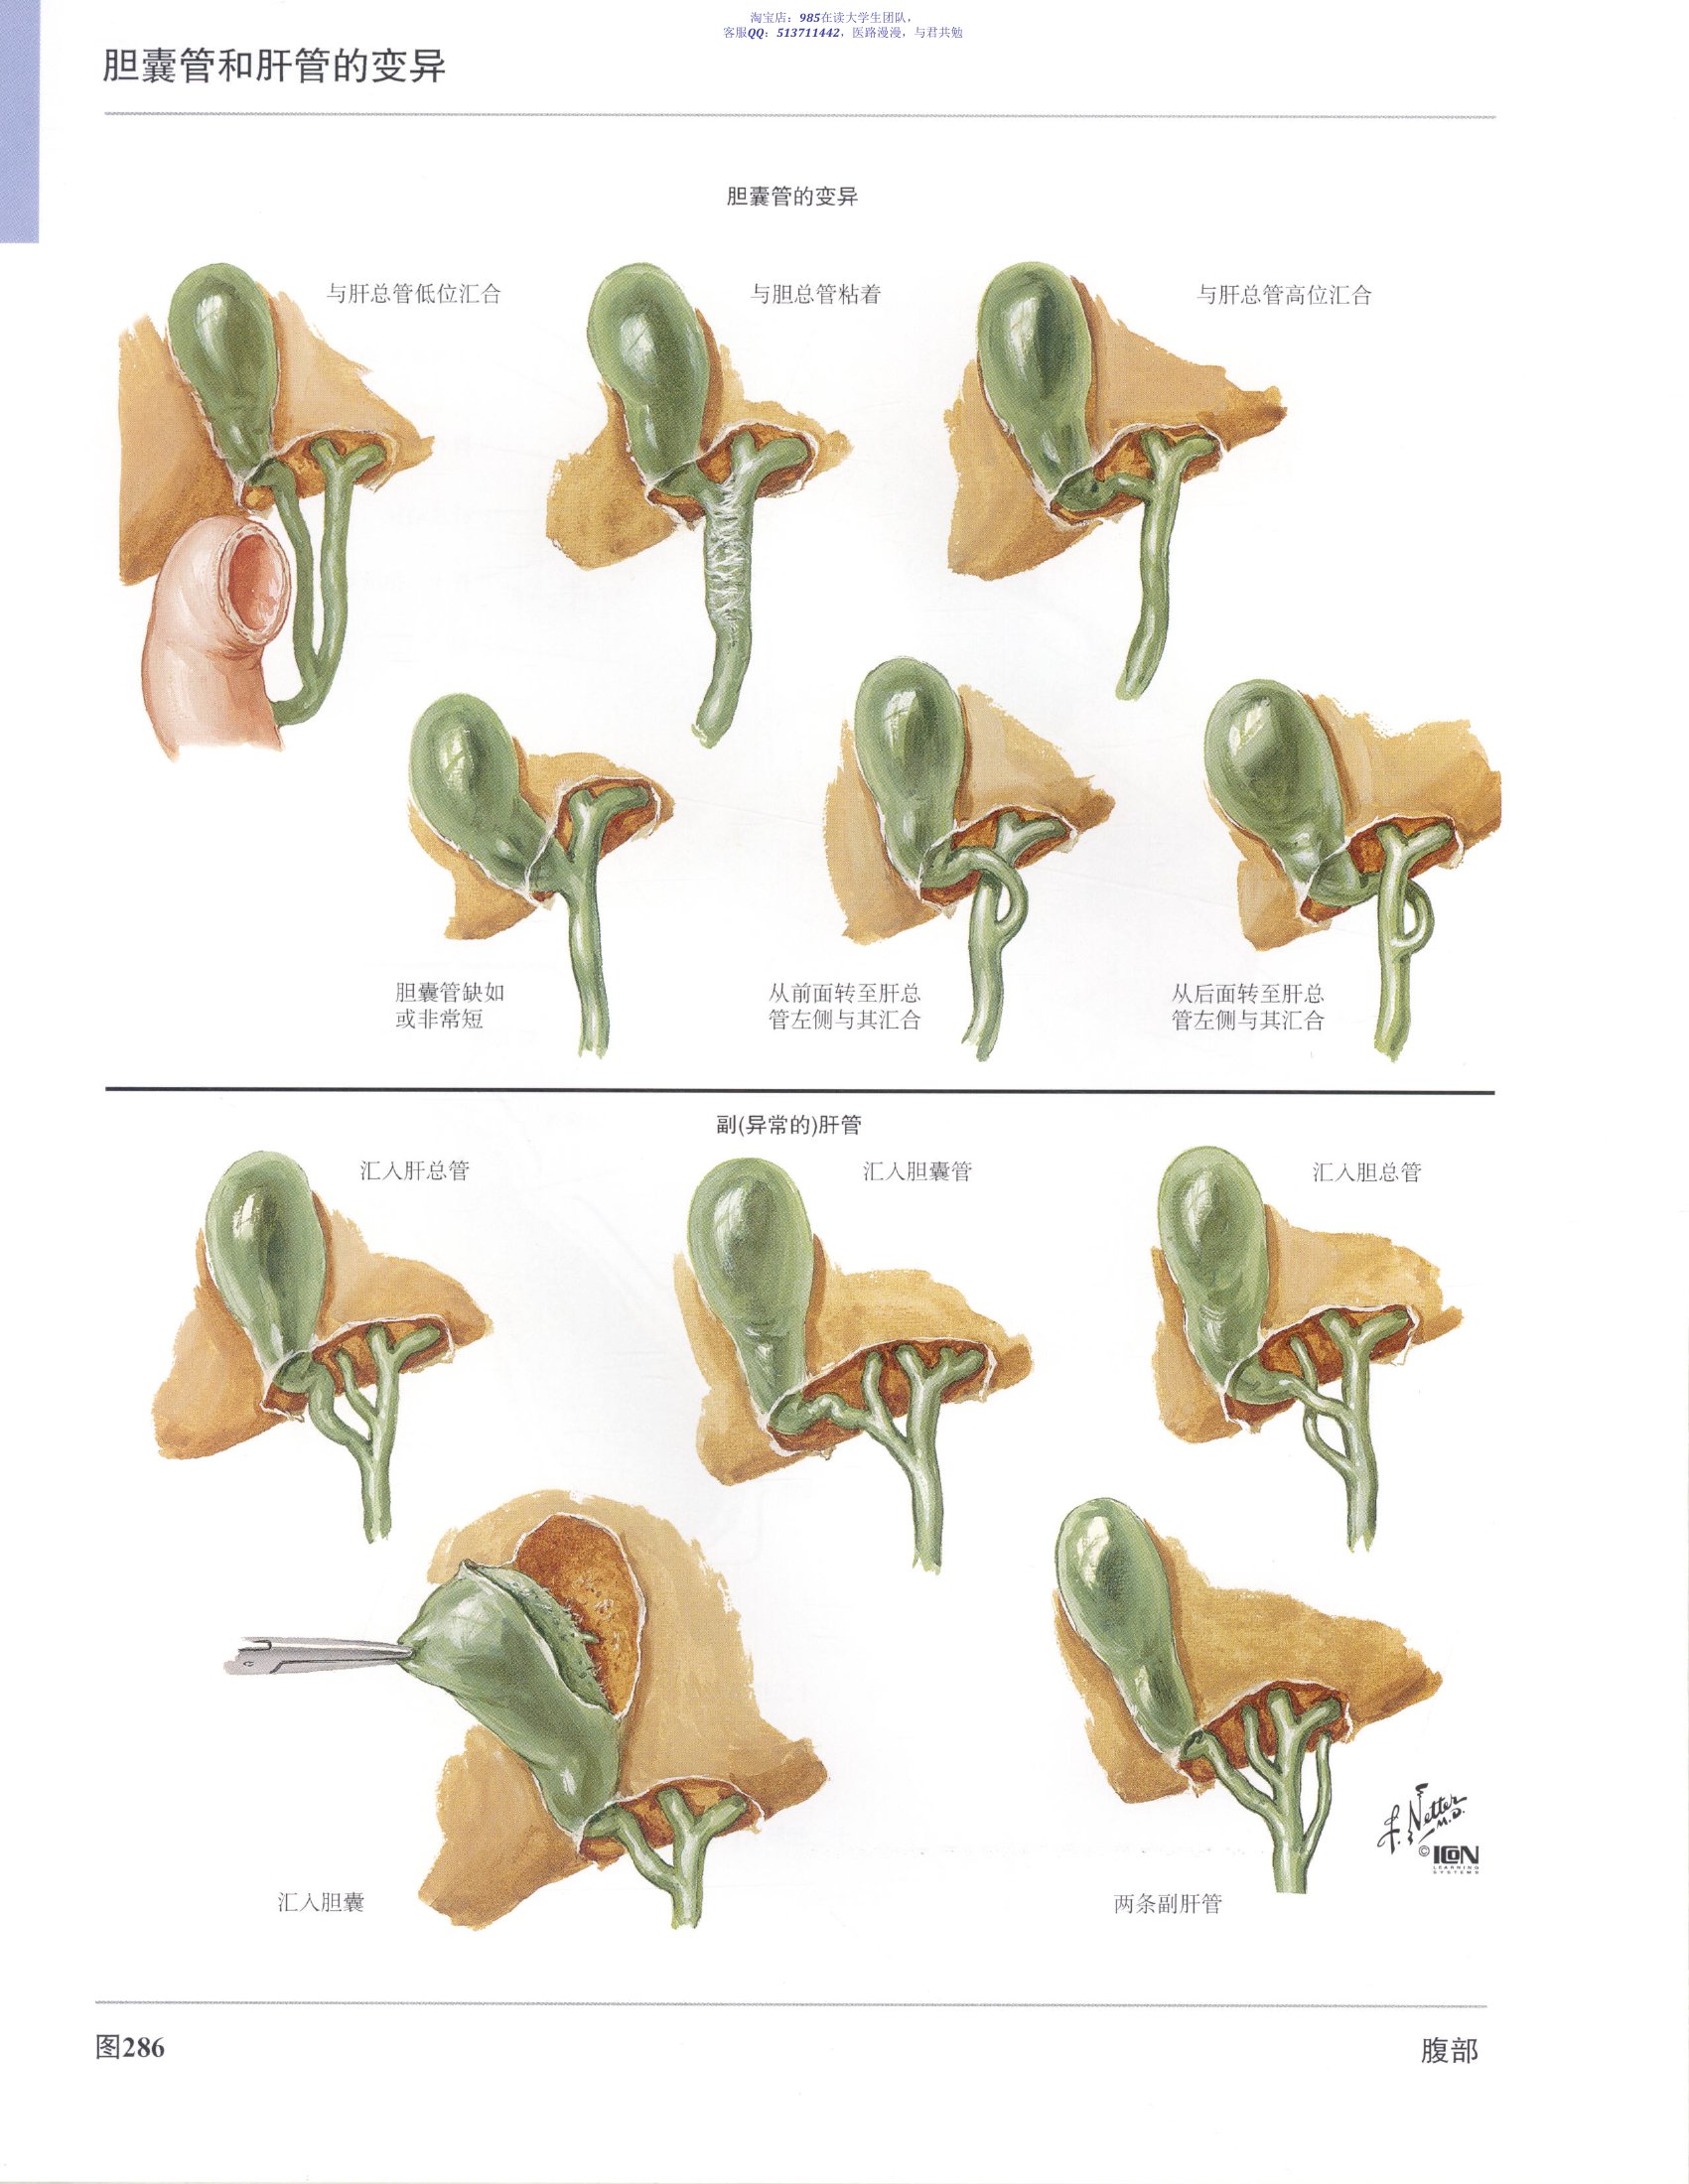 淘宝店：985在读大学生团队，
客服QQ：513711442，医路漫漫，与君共勉
胆囊管和肝管的变异
胆囊管的变异
与肝总管低位汇合
与胆总管粘着
与肝总管高位汇合
胆囊管缺如
或非常短
从前面转至肝总
管左侧与其汇合
从后面转至肝总
管左侧与其汇合
副(异常的)肝管
汇入肝总管
汇入胆囊管
汇入胆总管
汇入胆囊
两条副肝管
F. Netter
M.D.
© ICON
LEARNING
SYSTEMS
图286
腹部